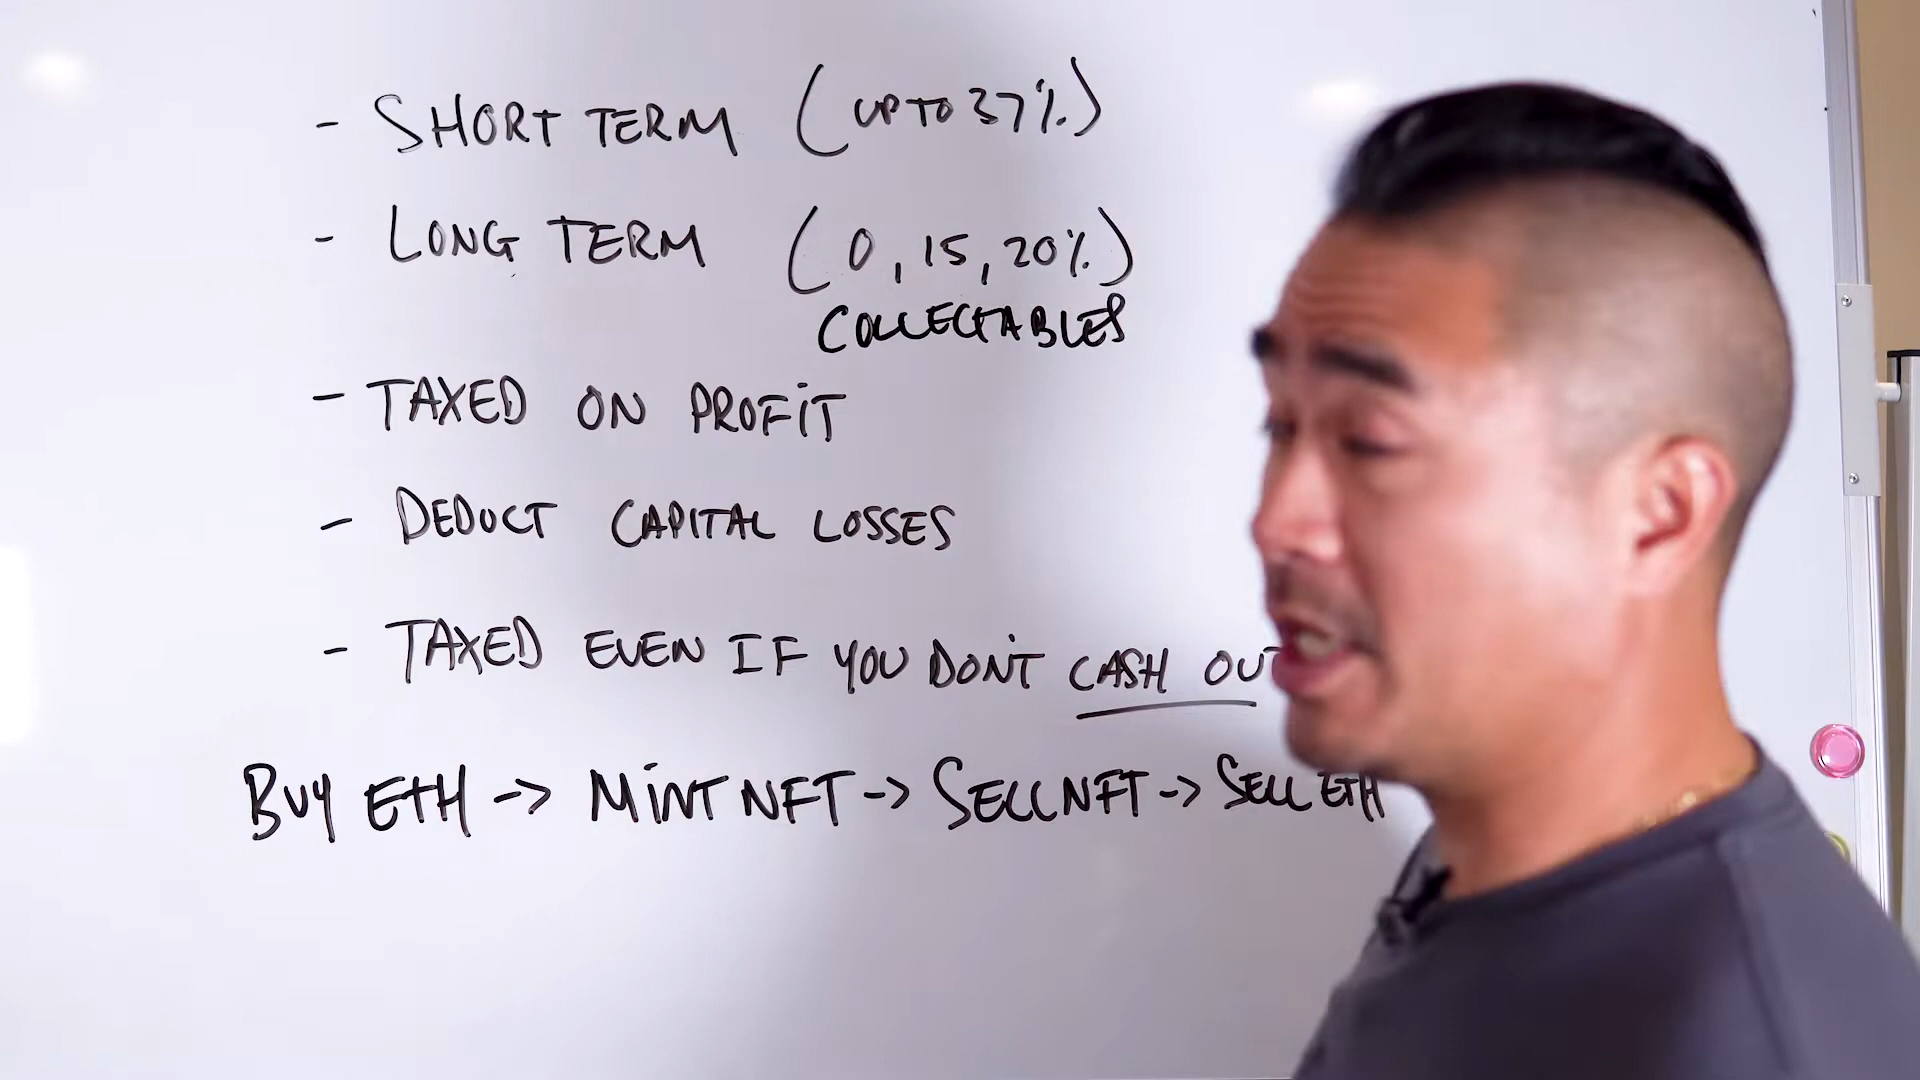 - SHORT TERM (UP TO 37%)
- LONG TERM (0, 15, 20%)
COLLECTABLES
- TAXED ON PROFIT
- DEDUCT CAPITAL LOSSES
- TAXED EVEN IF YOU DON'T CASH OUT
BUY ETH -> MINT NFT -> SELL NFT -> SELL ETH